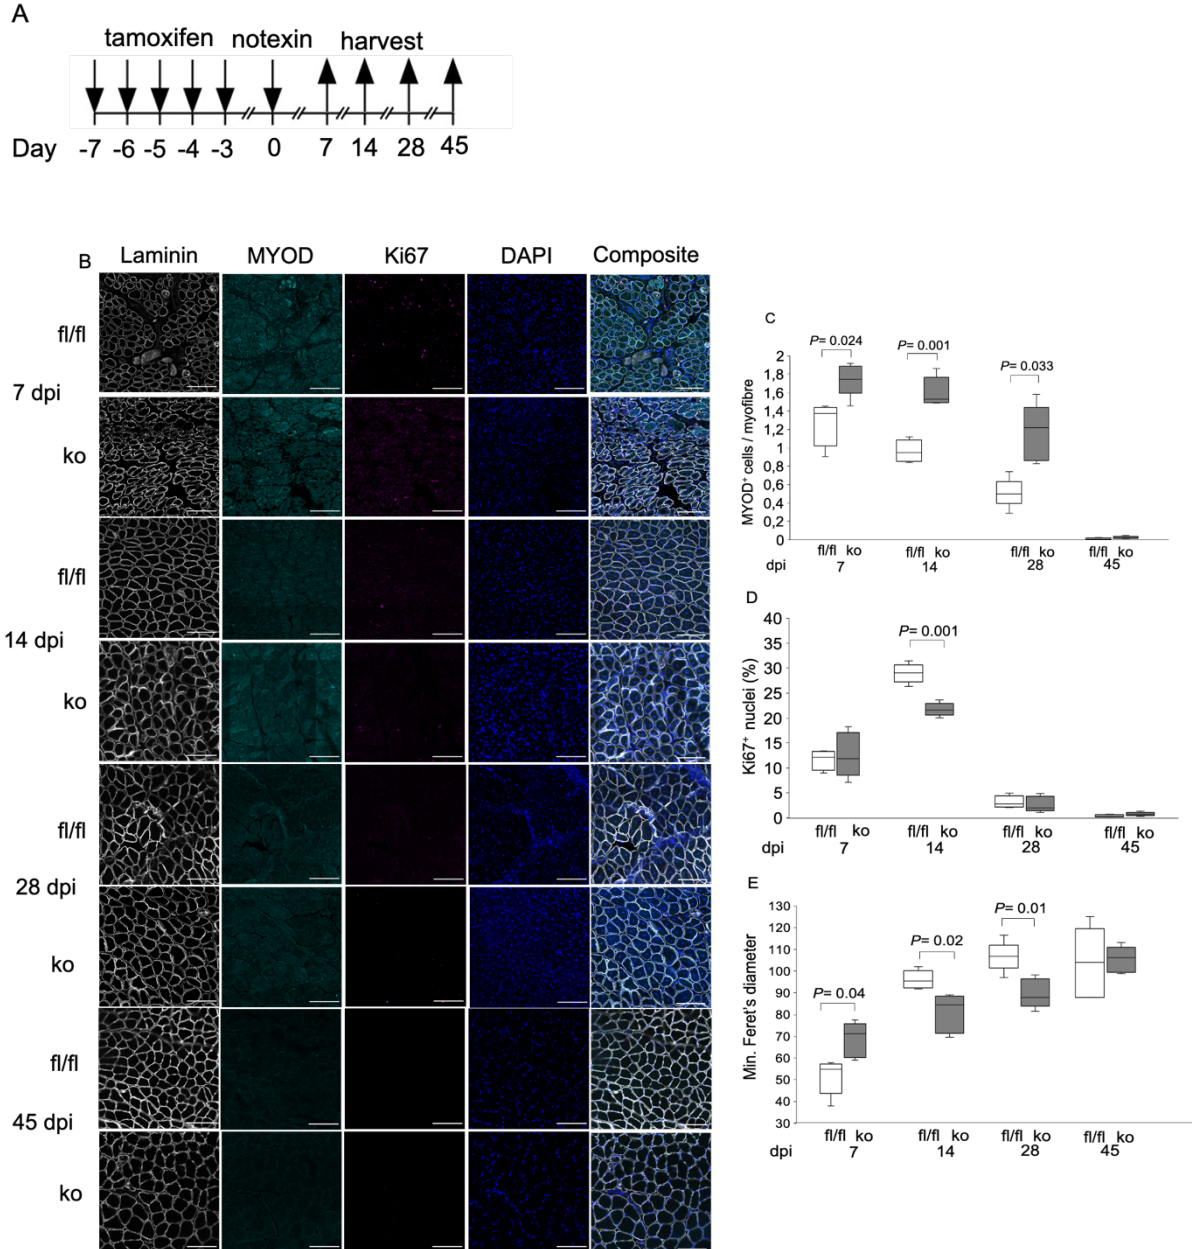 A
tamoxifen notexin harvest
Day -7 -6 -5 -4 -3 0 7 14 28 45
B Laminin MYOD Ki67 DAPI Composite
fl/fl
7 dpi
ko
fl/fl
14 dpi
ko
fl/fl
28 dpi
ko
fl/fl
45 dpi
ko
C
P= 0.024
P= 0.001
P= 0.033
MYOD⁺ cells / myofibre
2
1,8
1,6
1,4
1,2
1
0,8
0,6
0,4
0,2
0
fl/fl ko fl/fl ko fl/fl ko fl/fl ko
dpi 7 14 28 45
D
P= 0.001
Ki67⁺ nuclei (%)
40
35
30
25
20
15
10
5
0
fl/fl ko fl/fl ko fl/fl ko fl/fl ko
dpi 7 14 28 45
E
P= 0.04
P= 0.02
P= 0.01
Min. Feret's diameter
130
120
110
100
90
80
70
60
50
40
30
fl/fl ko fl/fl ko fl/fl ko fl/fl ko
dpi 7 14 28 45